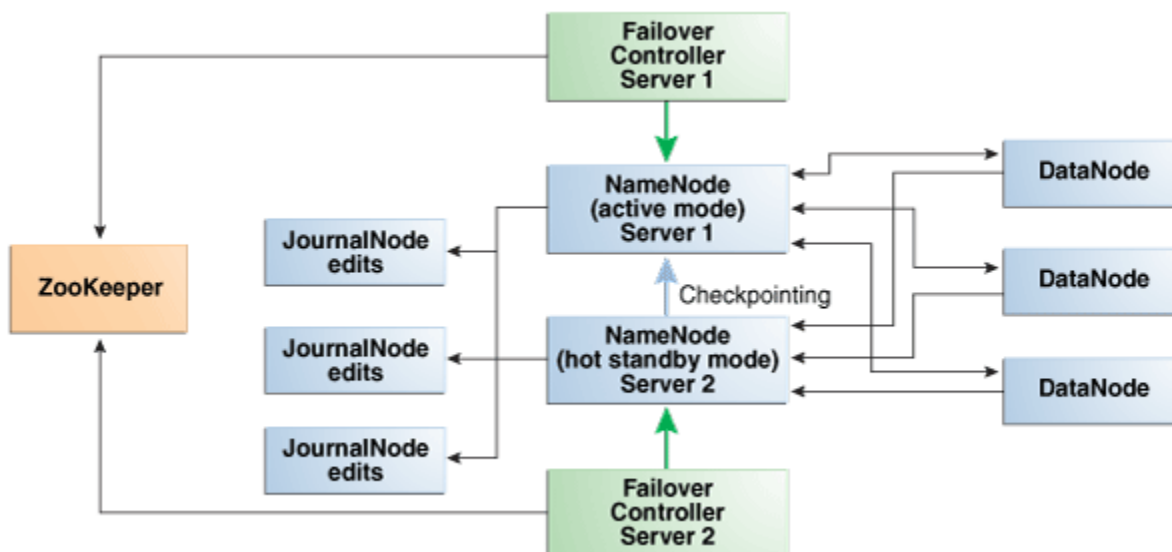 Failover
Controller
Server 1
NameNode
(active mode)
Server 1
DataNode
JournalNode
edits
ZooKeeper
DataNode
Checkpointing
NameNode
(hot standby mode)
Server 2
JournalNode
edits
DataNode
JournalNode
edits
Failover
Controller
Server 2